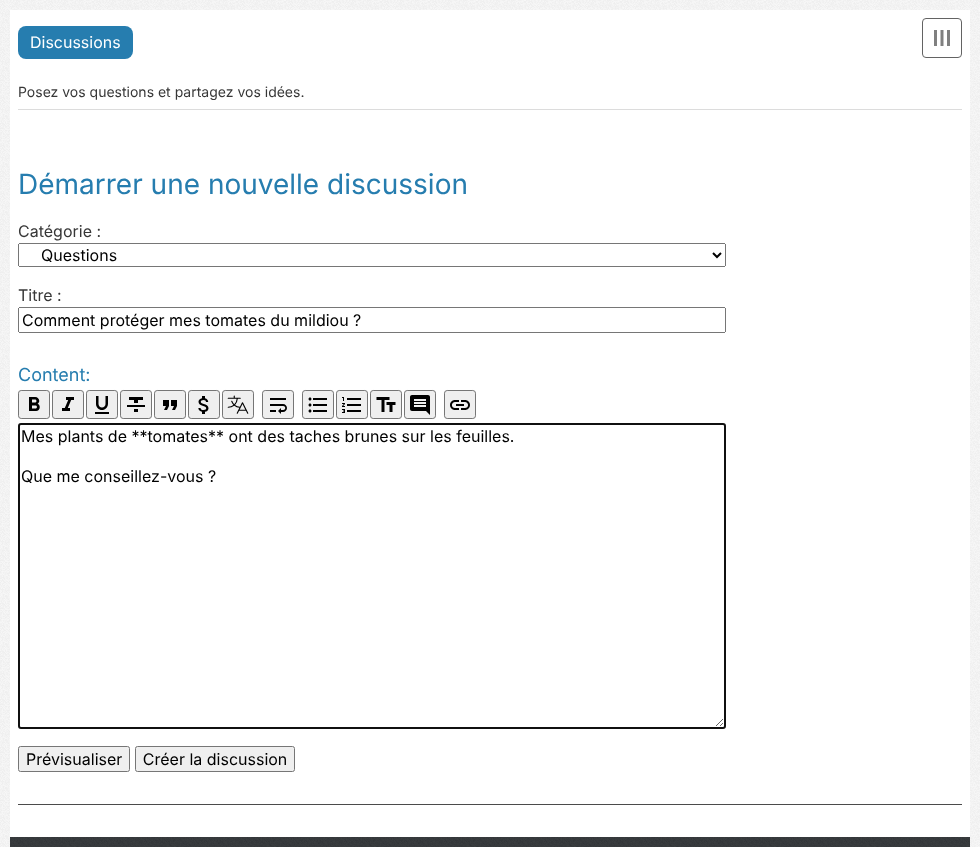 Discussions
Posez vos questions et partagez vos idées.
Démarrer une nouvelle discussion
Catégorie :
Questions
Titre :
Comment protéger mes tomates du mildiou ?
Content:
Mes plants de **tomates** ont des taches brunes sur les feuilles.
Que me conseillez-vous ?
Prévisualiser Créer la discussion